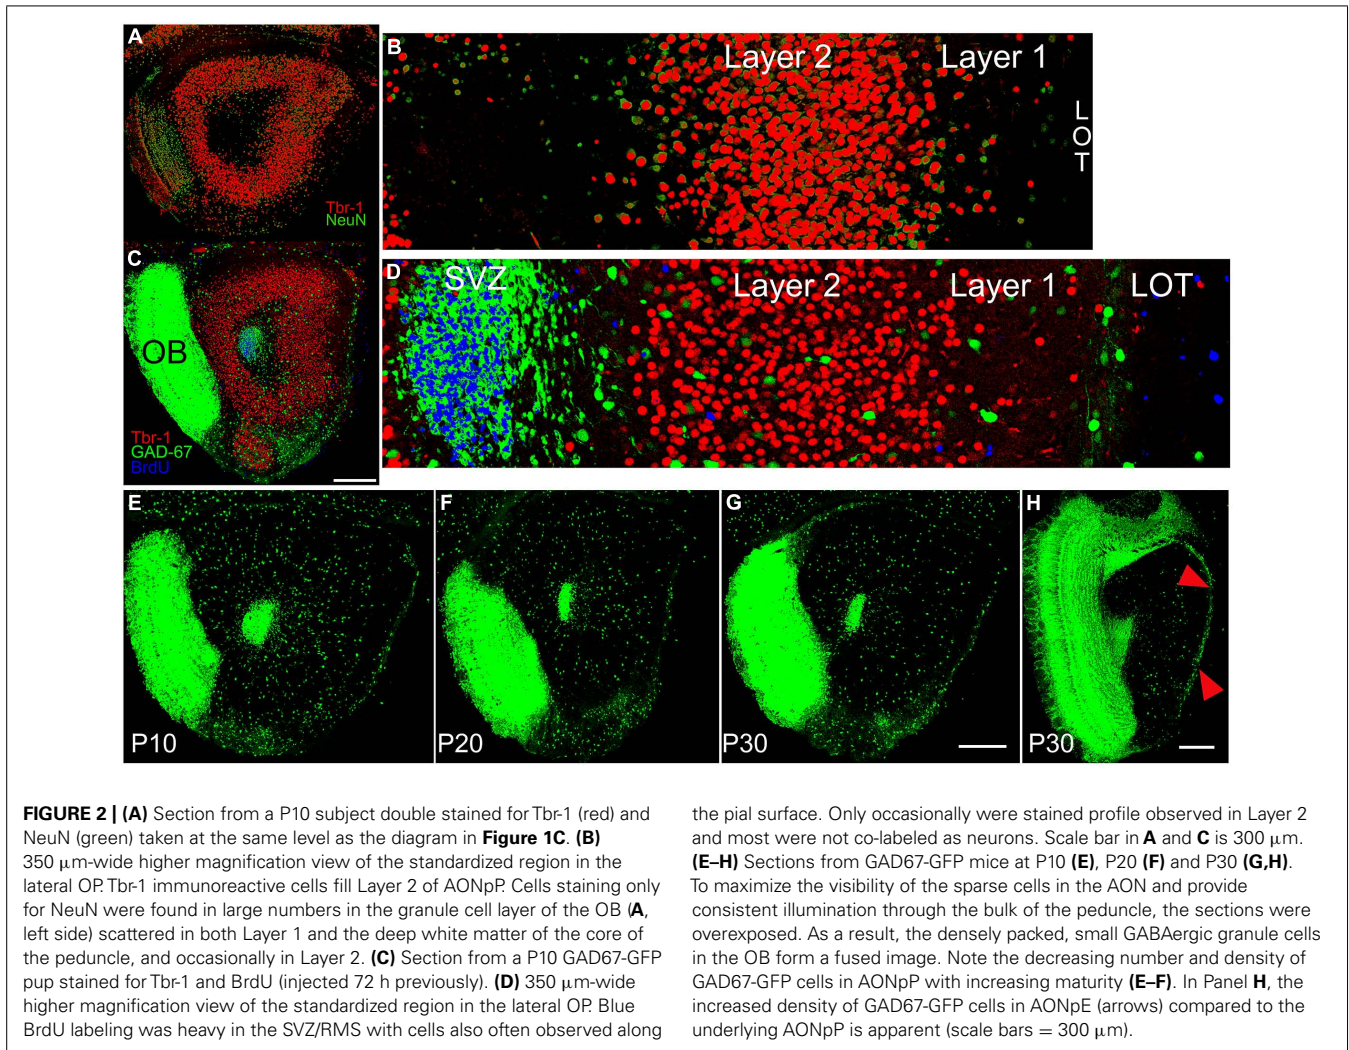 A
Tbr-1
NeuN
B
Layer 2
Layer 1
L
O
T
C
OB
Tbr-1
GAD-67
BrdU
D
SVZ
Layer 2
Layer 1
LOT
E
P10
F
P20
G
P30
H
P30
FIGURE 2 | (A) Section from a P10 subject double stained for Tbr-1 (red) and
NeuN (green) taken at the same level as the diagram in Figure 1C. (B)
350 μm-wide higher magnification view of the standardized region in the
lateral OP. Tbr-1 immunoreactive cells fill Layer 2 of AONpP. Cells staining only
for NeuN were found in large numbers in the granule cell layer of the OB (A,
left side) scattered in both Layer 1 and the deep white matter of the core of
the peduncle, and occasionally in Layer 2. (C) Section from a P10 GAD67-GFP
pup stained for Tbr-1 and BrdU (injected 72 h previously). (D) 350 μm-wide
higher magnification view of the standardized region in the lateral OP. Blue
BrdU labeling was heavy in the SVZ/RMS with cells also often observed along
the pial surface. Only occasionally were stained profile observed in Layer 2
and most were not co-labeled as neurons. Scale bar in A and C is 300 μm.
(E–H) Sections from GAD67-GFP mice at P10 (E), P20 (F) and P30 (G,H).
To maximize the visibility of the sparse cells in the AON and provide
consistent illumination through the bulk of the peduncle, the sections were
overexposed. As a result, the densely packed, small GABAergic granule cells
in the OB form a fused image. Note the decreasing number and density of
GAD67-GFP cells in AONpP with increasing maturity (E–F). In Panel H, the
increased density of GAD67-GFP cells in AONpE (arrows) compared to the
underlying AONpP is apparent (scale bars = 300 μm).